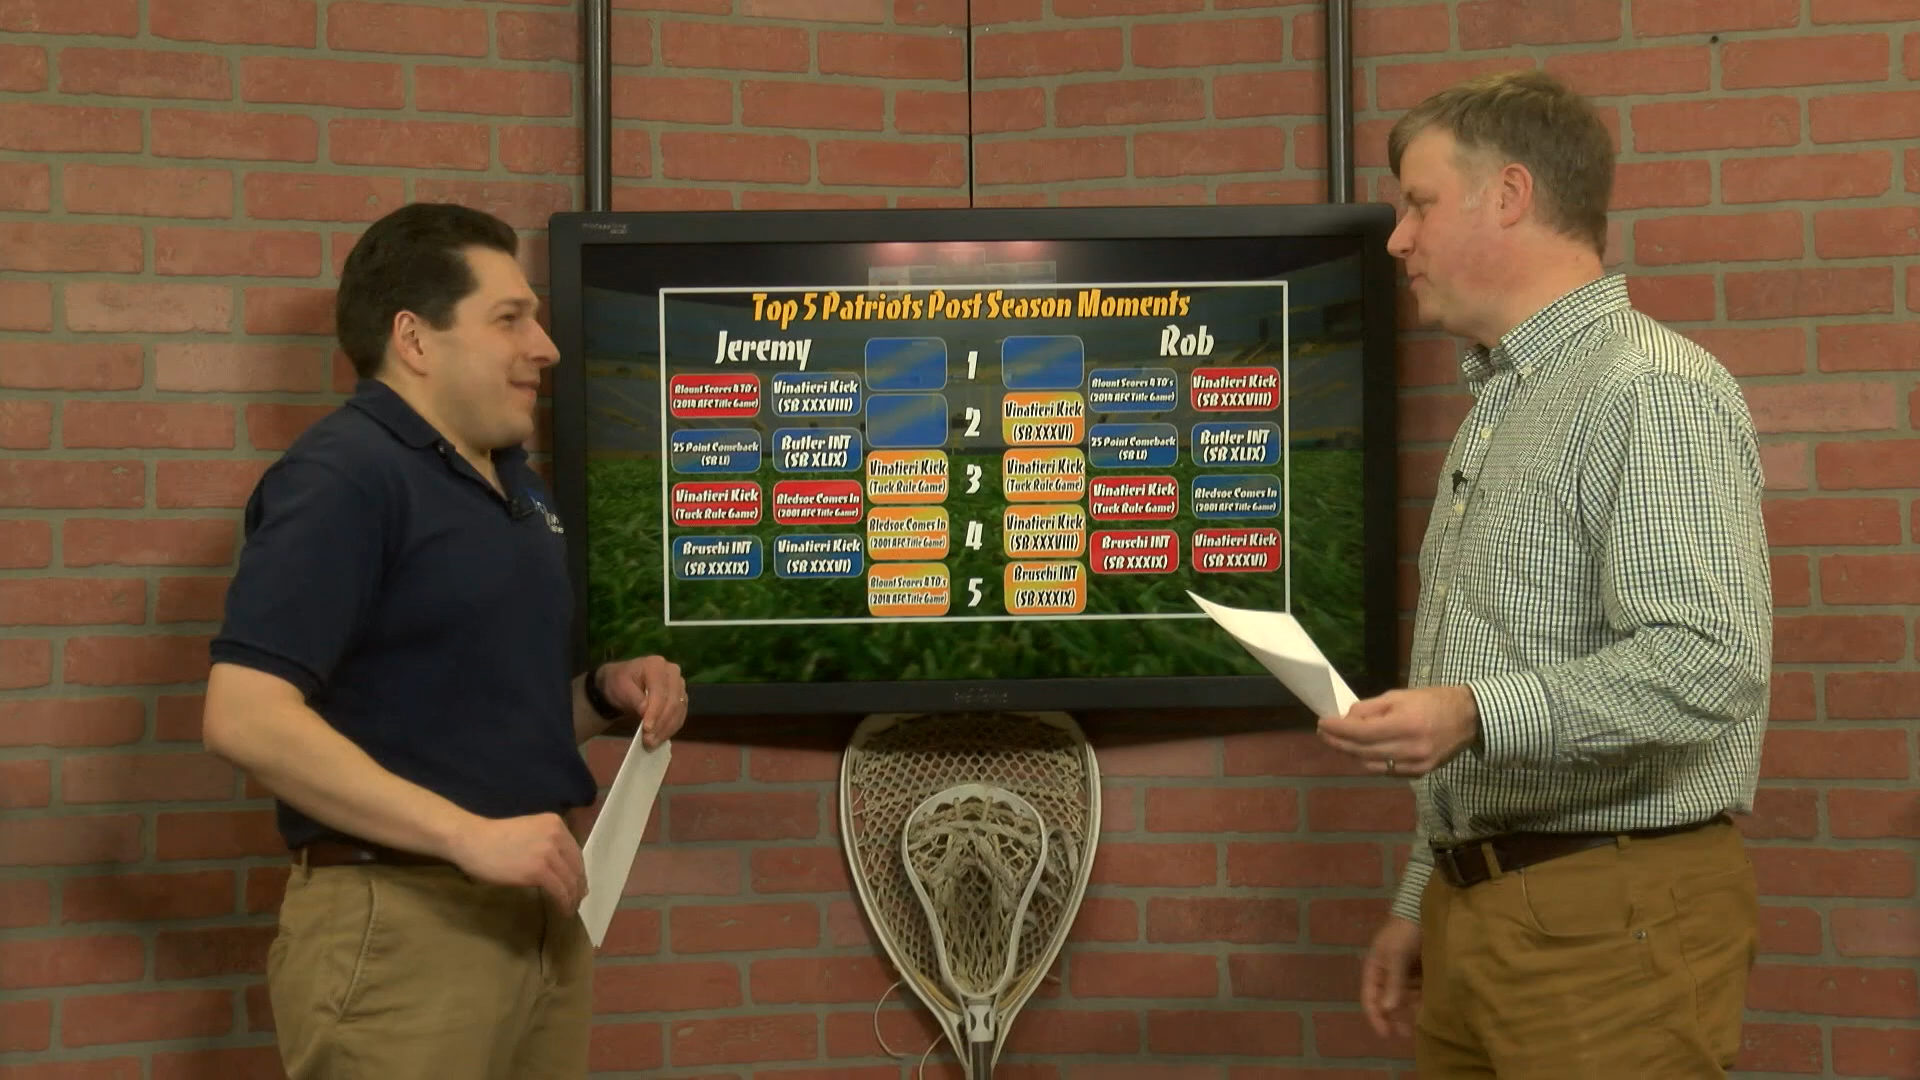 Top 5 Patriots Post Season Moments
Jeremy
Rob
Blount Scores 4 TD's
(2014 AFC Title Game)
Vinatieri Kick
(SB XXXVIII)
25 Point Comeback
(SB LI)
Butler INT
(SB XLIX)
Vinatieri Kick
(Tuck Rule Game)
Bledsoe Comes In
(2001 AFC Title Game)
Bruschi INT
(SB XXXIX)
Vinatieri Kick
(SB XXXVI)
1
2
Vinatieri Kick
(SB XXXVI)
Vinatieri Kick
(Tuck Rule Game)
3
Vinatieri Kick
(Tuck Rule Game)
Bledsoe Comes In
(2001 AFC Title Game)
4
Vinatieri Kick
(SB XXXVIII)
Blount Scores 4 TD's
(2014 AFC Title Game)
5
Bruschi INT
(SB XXXIX)
Blount Scores 4 TD's
(2014 AFC Title Game)
Vinatieri Kick
(SB XXXVIII)
25 Point Comeback
(SB LI)
Butler INT
(SB XLIX)
Vinatieri Kick
(Tuck Rule Game)
Bledsoe Comes In
(2001 AFC Title Game)
Bruschi INT
(SB XXXIX)
Vinatieri Kick
(SB XXXVI)